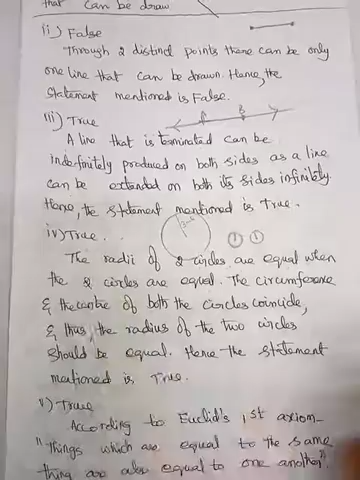 that can be draw
ii) False
Through 2 distinct points there can be only
one line that can be drawn. Hence, the
Statement mentioned is False.
iii) True
A line that is terminated can be
indefinitely produced on both sides as a line
can be extended on both its sides infinitely.
Hence, the statement mentioned is True.
iv) True.
The radii of 2 circles are equal when
the 2 circles are equal. The circumference
& the centre of both the circles coincide,
& thus, the radius of the two circles
should be equal. Hence the statement
mentioned is True.
v) True
According to Euclid's 1st axiom-
"Things which are equal to the same
thing are also equal to one another".